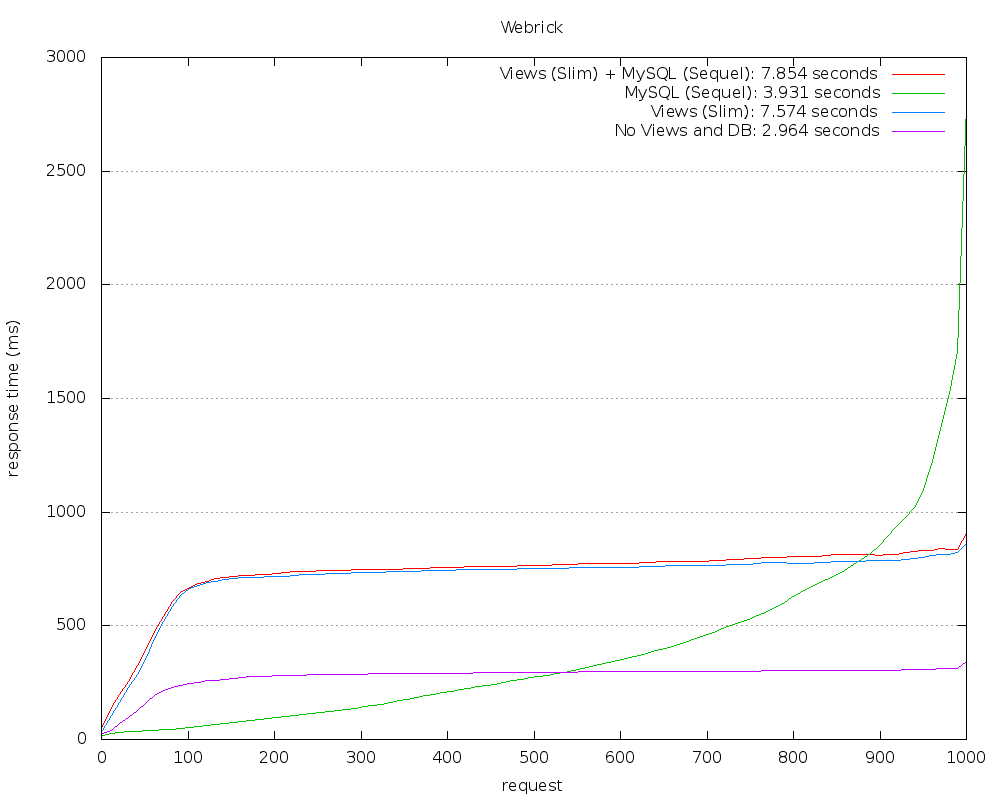 Webrick
3000
Views (Slim) + MySQL (Sequel): 7.854 seconds
MySQL (Sequel): 3.931 seconds
Views (Slim): 7.574 seconds
No Views and DB: 2.964 seconds
2500
2000
1500
1000
500
0
response time (ms)
0 100 200 300 400 500 600 700 800 900 1000
request